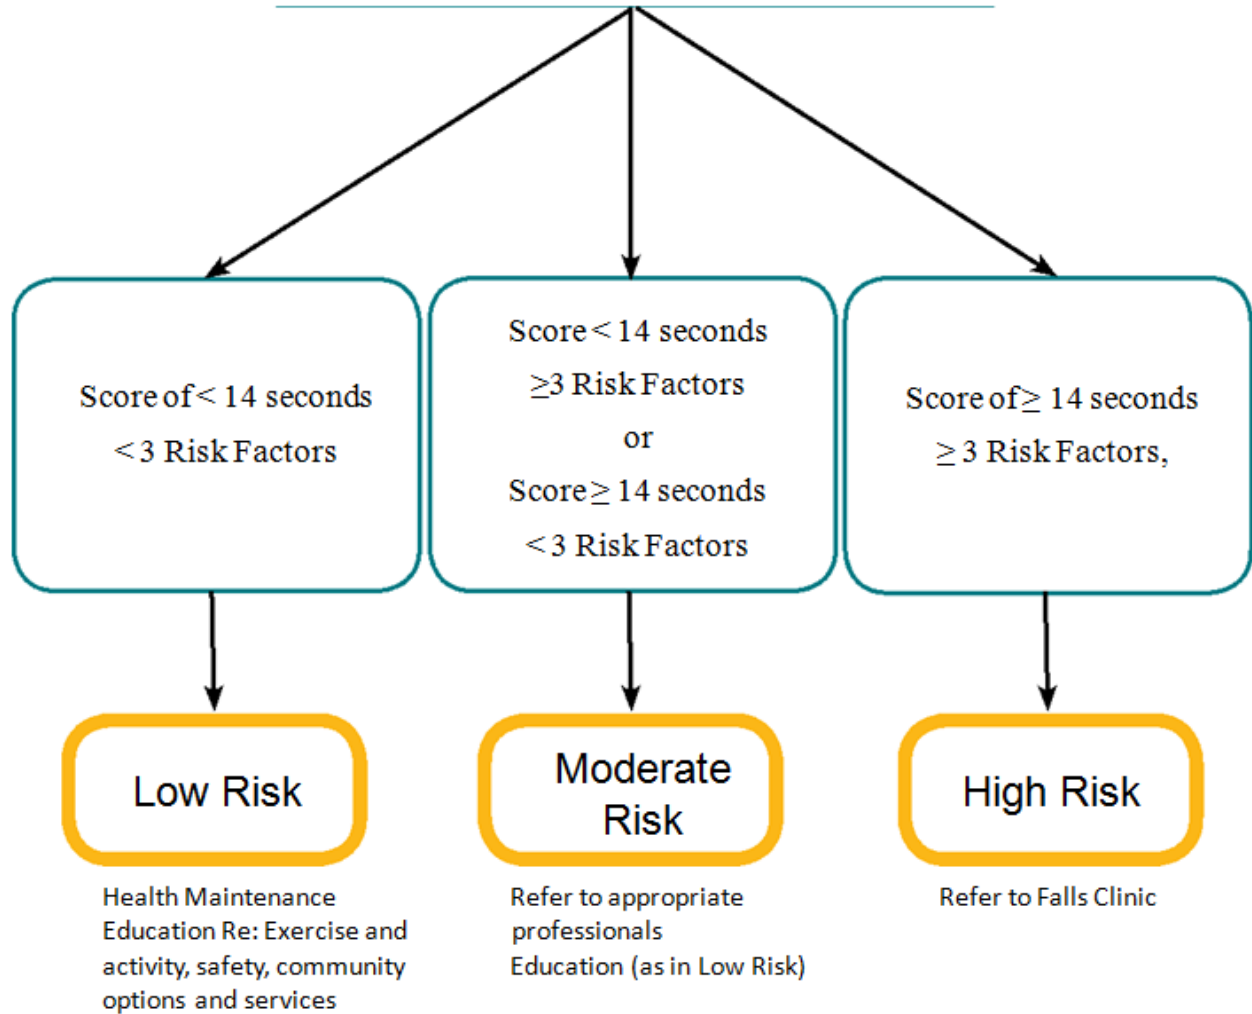 Score of < 14 seconds
< 3 Risk Factors
Score < 14 seconds
≥3 Risk Factors
or
Score ≥ 14 seconds
< 3 Risk Factors
Score of ≥ 14 seconds
≥ 3 Risk Factors,
Low Risk
Moderate
Risk
High Risk
Health Maintenance
Education Re: Exercise and
activity, safety, community
options and services
Refer to appropriate
professionals
Education (as in Low Risk)
Refer to Falls Clinic